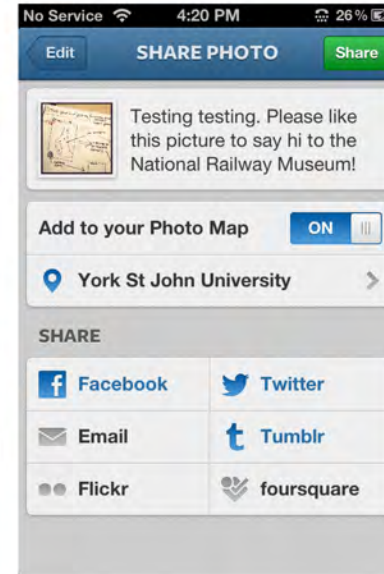 No Service 4:20 PM 26%
Edit SHARE PHOTO Share
Testing testing. Please like
this picture to say hi to the
National Railway Museum!
Add to your Photo Map ON
York St John University
SHARE
Facebook Twitter
Email Tumblr
Flickr foursquare